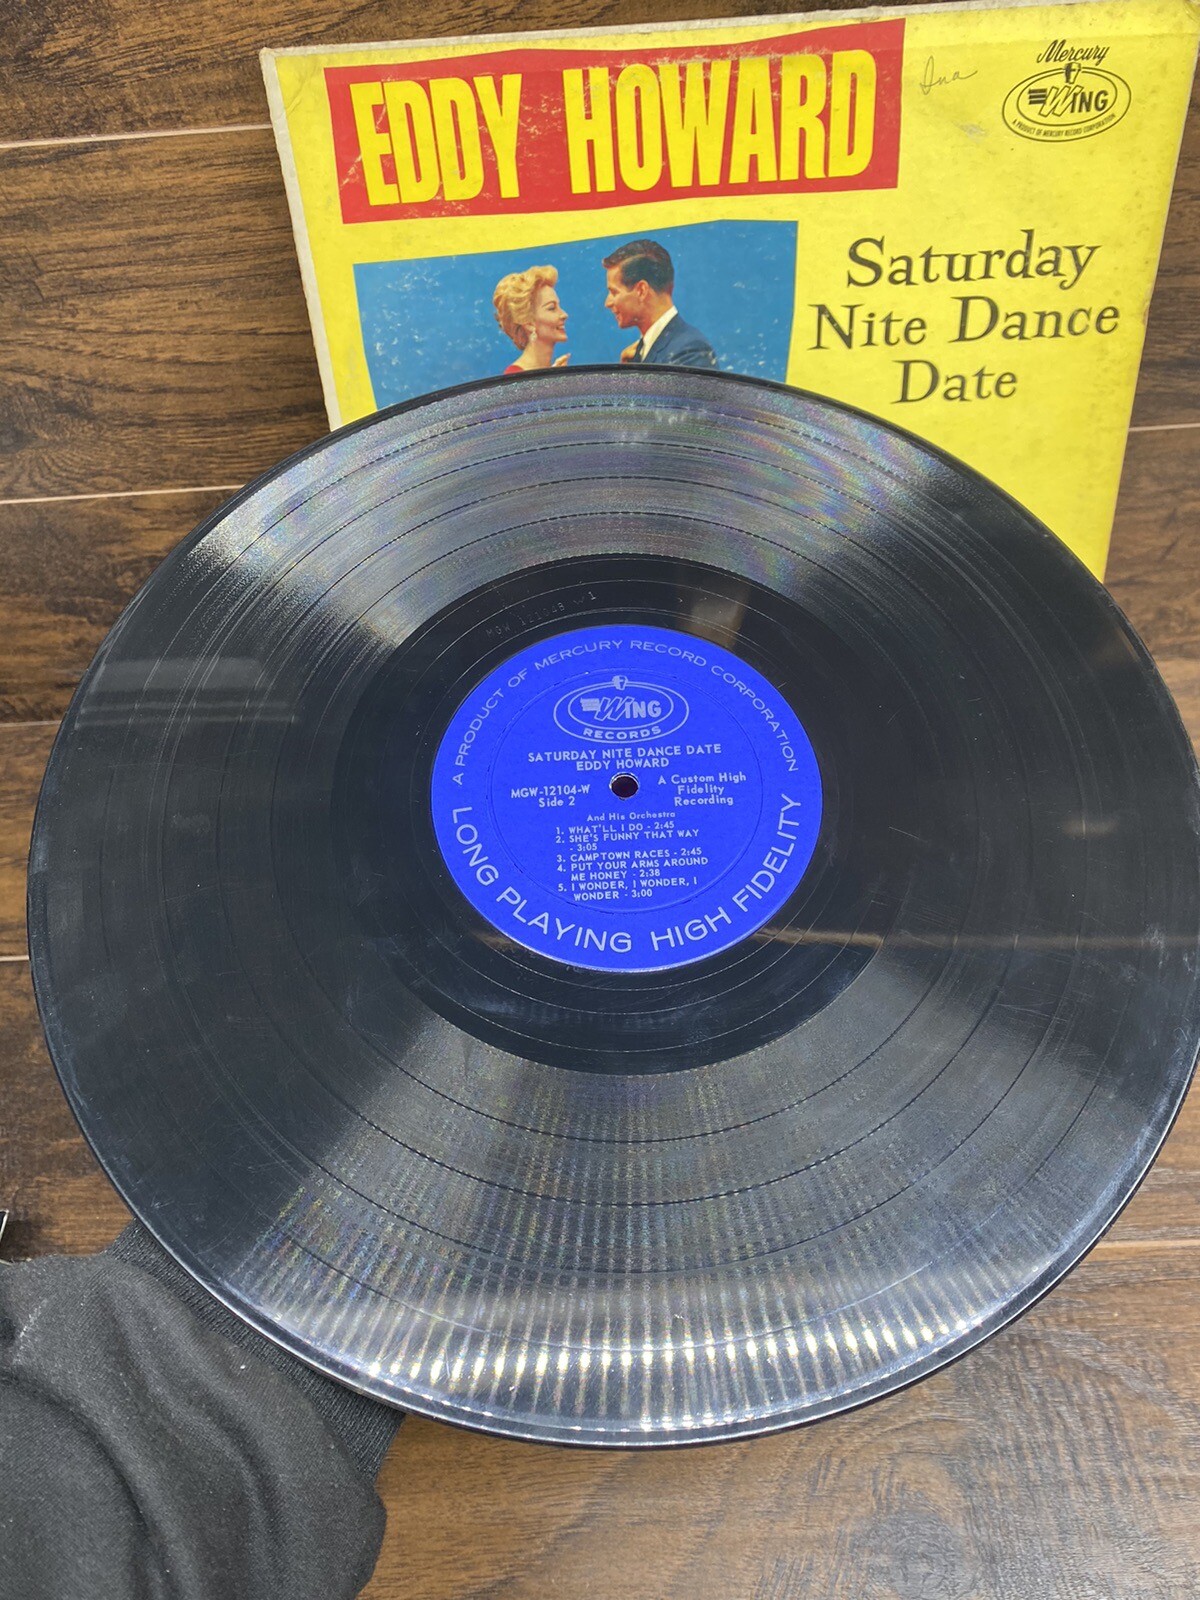 EDDY HOWARD
Ina
Mercury
WING
A PRODUCT OF MERCURY RECORD CORPORATION
Saturday
Nite Dance
Date
A PRODUCT OF MERCURY RECORD CORPORATION
WING
RECORDS
SATURDAY NITE DANCE DATE
EDDY HOWARD
MGW-12104-W
Side 2
A Custom High
Fidelity
Recording
And His Orchestra
1. WHAT'LL I DO - 2:45
2. SHE'S FUNNY THAT WAY
- 3:05
3. CAMPTOWN RACES - 2:45
4. PUT YOUR ARMS AROUND
ME HONEY - 2:38
5. I WONDER, I WONDER, I
WONDER - 3:00
LONG PLAYING HIGH FIDELITY